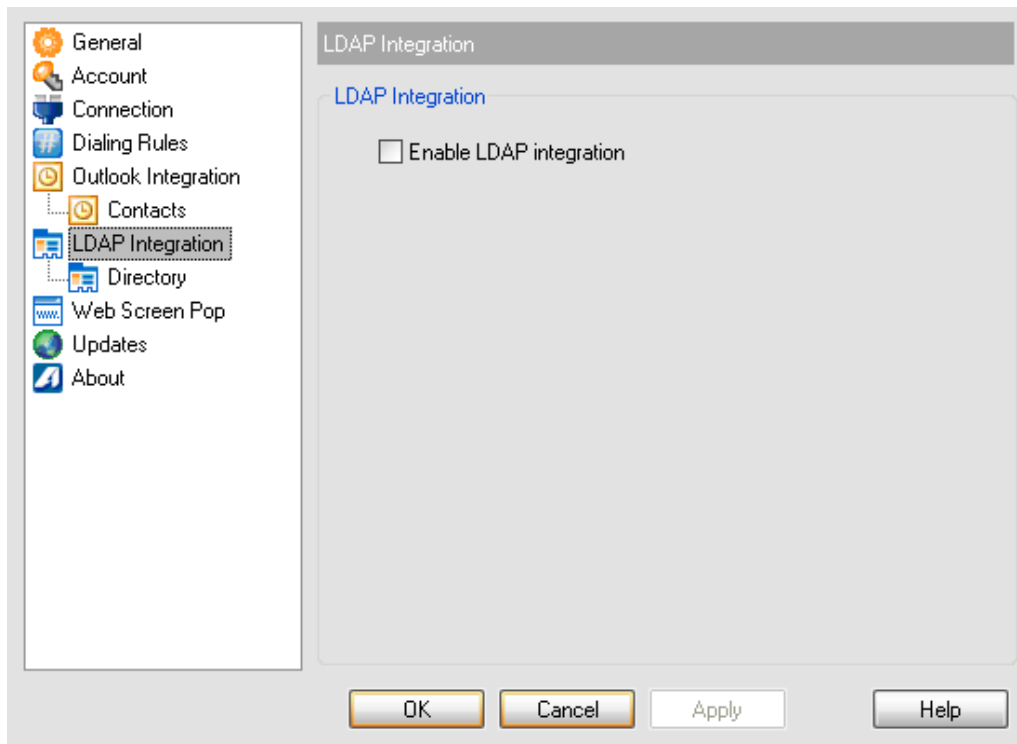 General
Account
Connection
Dialing Rules
Outlook Integration
Contacts
LDAP Integration
Directory
Web Screen Pop
Updates
About
LDAP Integration
LDAP Integration
Enable LDAP integration
OK
Cancel
Apply
Help